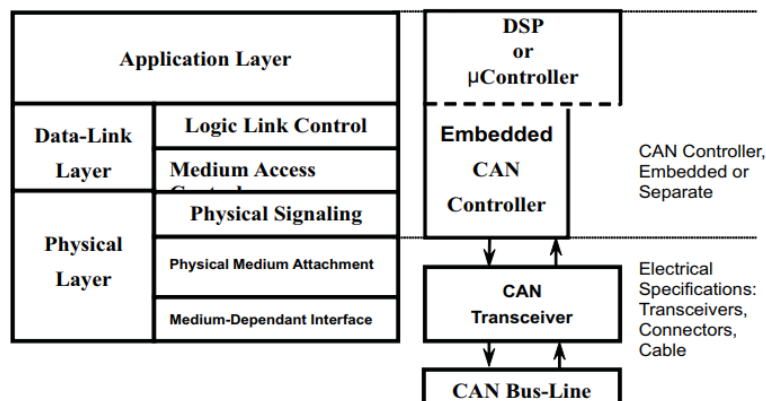 Application Layer
Data-Link
Layer
Logic Link Control
Medium Access
Physical
Layer
Physical Signaling
Physical Medium Attachment
Medium-Dependant Interface
DSP
or
µController
Embedded
CAN
Controller
CAN
Transceiver
CAN Bus-Line
CAN Controller,
Embedded or
Separate
Electrical
Specifications:
Transceivers,
Connectors,
Cable